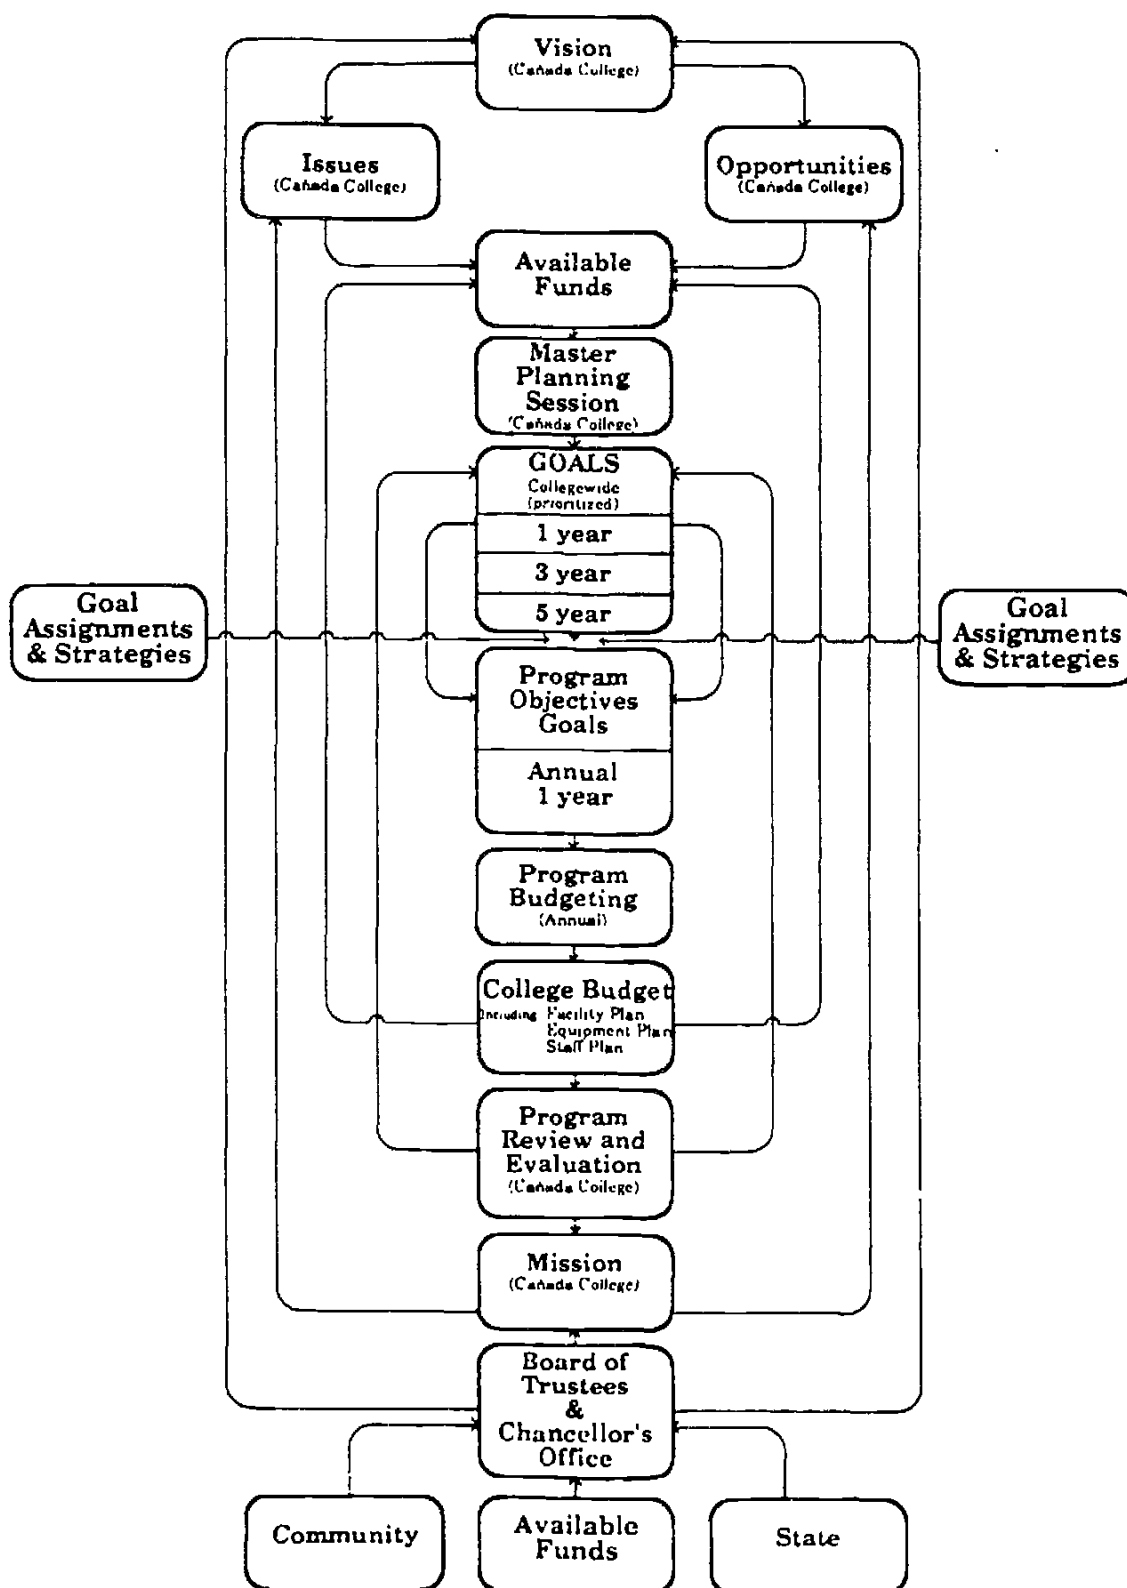 Vision
(Cañada College)
Issues
(Cañada College)
Opportunities
(Cañada College)
Available
Funds
Master
Planning
Session
(Cañada College)
GOALS
Collegewide
(prioritized)
1 year
3 year
5 year
Goal
Assignments
& Strategies
Goal
Assignments
& Strategies
Program
Objectives
Goals
Annual
1 year
Program
Budgeting
(Annual)
College Budget
Including Facility Plan
Equipment Plan
Staff Plan
Program
Review and
Evaluation
(Cañada College)
Mission
(Cañada College)
Board of
Trustees
&
Chancellor's
Office
Community
Available
Funds
State